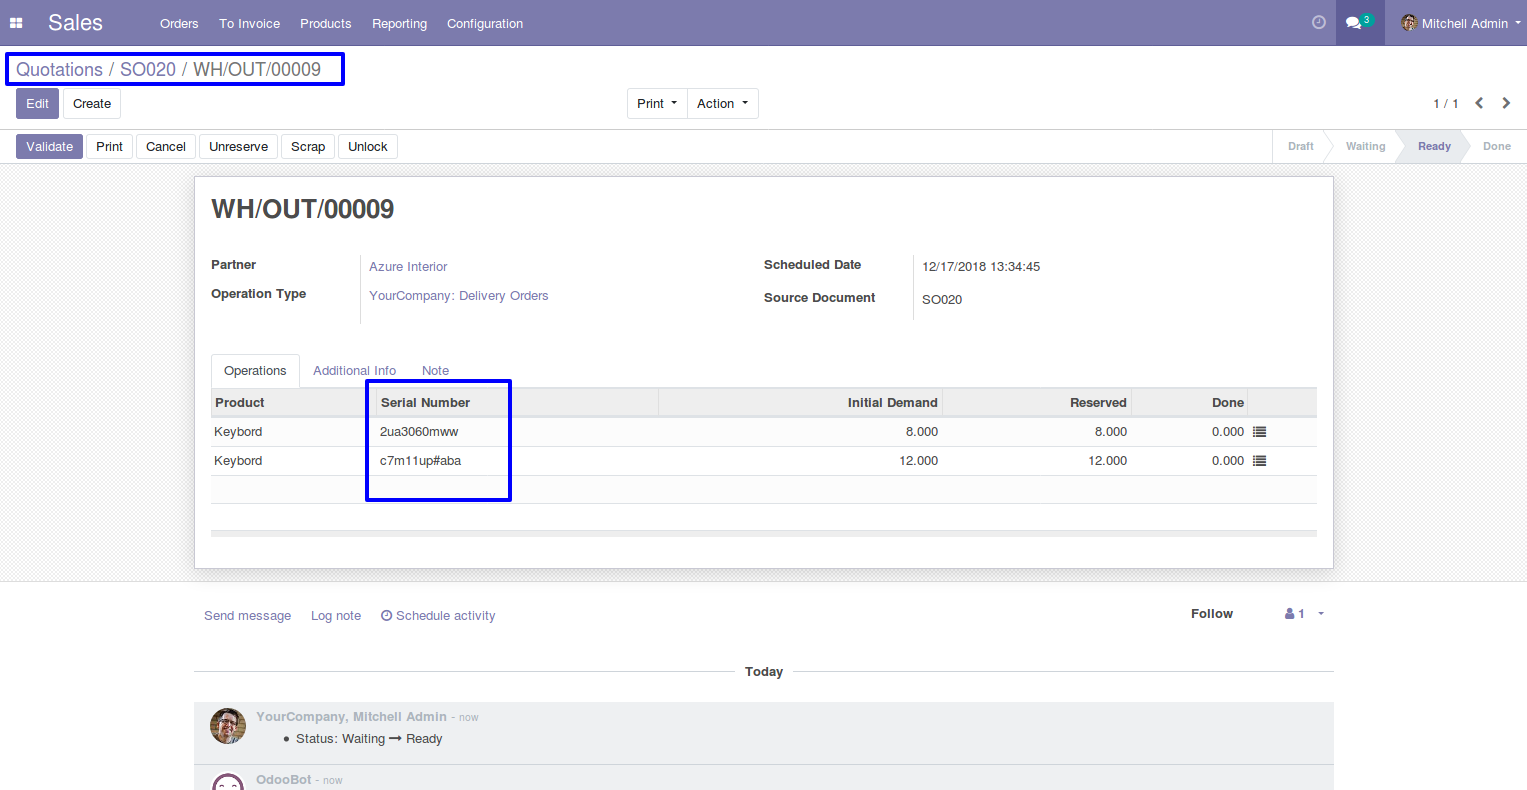 Sales Orders To Invoice Products Reporting Configuration 3 Mitchell Admin
Quotations / SO020 / WH/OUT/00009
Edit Create Print Action 1 / 1
Validate Print Cancel Unreserve Scrap Unlock Draft Waiting Ready Done
WH/OUT/00009
Partner Azure Interior Scheduled Date 12/17/2018 13:34:45
Operation Type YourCompany: Delivery Orders Source Document SO020
Operations Additional Info Note
Product Serial Number Initial Demand Reserved Done
Keybord 2ua3060mww 8.000 8.000 0.000
Keybord c7m11up#aba 12.000 12.000 0.000
Send message Log note Schedule activity Follow 1
Today
YourCompany, Mitchell Admin - now
Status: Waiting Ready
OdooBot - now